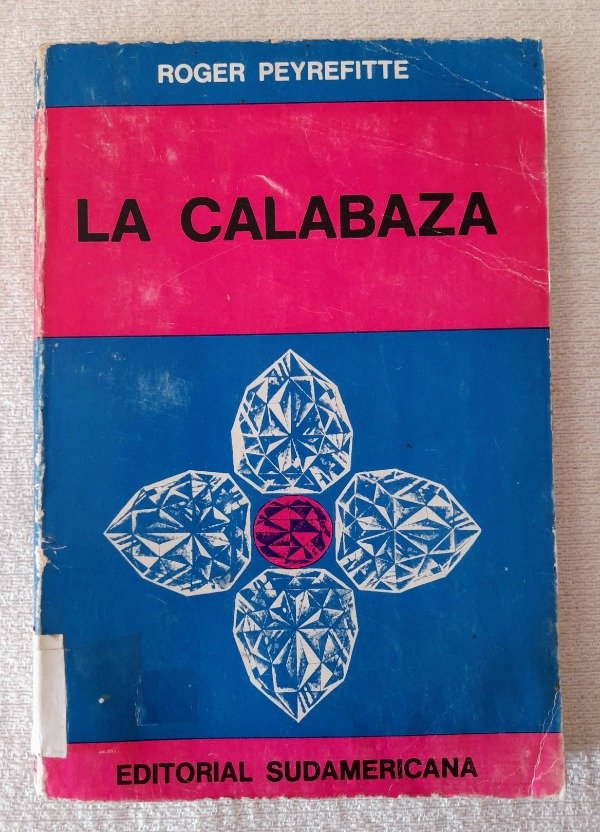 ROGER PEYREFITTE
LA CALABAZA
EDITORIAL SUDAMERICANA